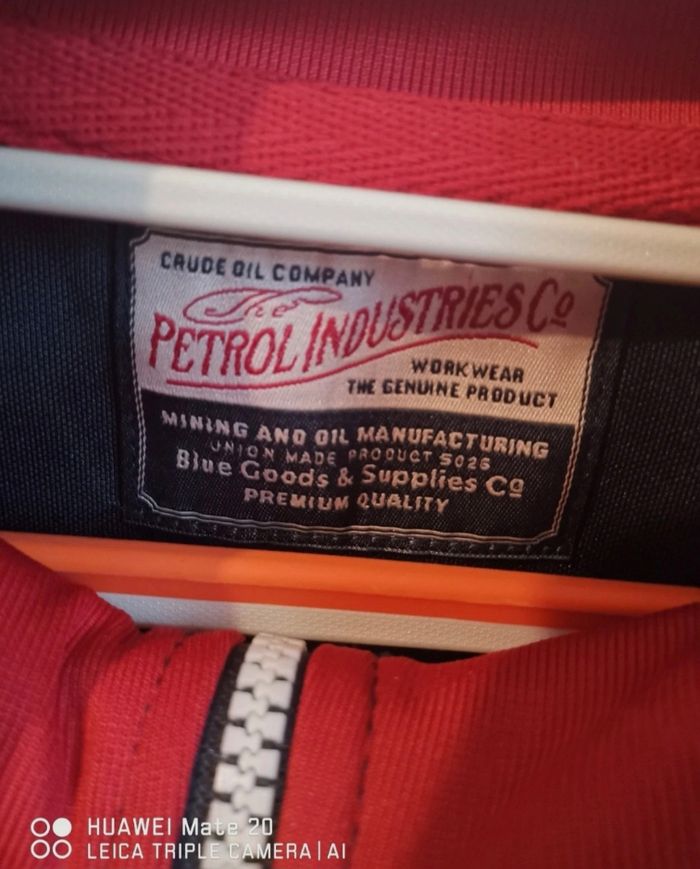 CRUDE OIL COMPANY
The
PETROL INDUSTRIES Co
WORKWEAR
THE GENUINE PRODUCT
MINING AND OIL MANUFACTURING
UNION MADE PRODUCT 5026
Blue Goods & Supplies Co
PREMIUM QUALITY
HUAWEI Mate 20
LEICA TRIPLE CAMERA | AI